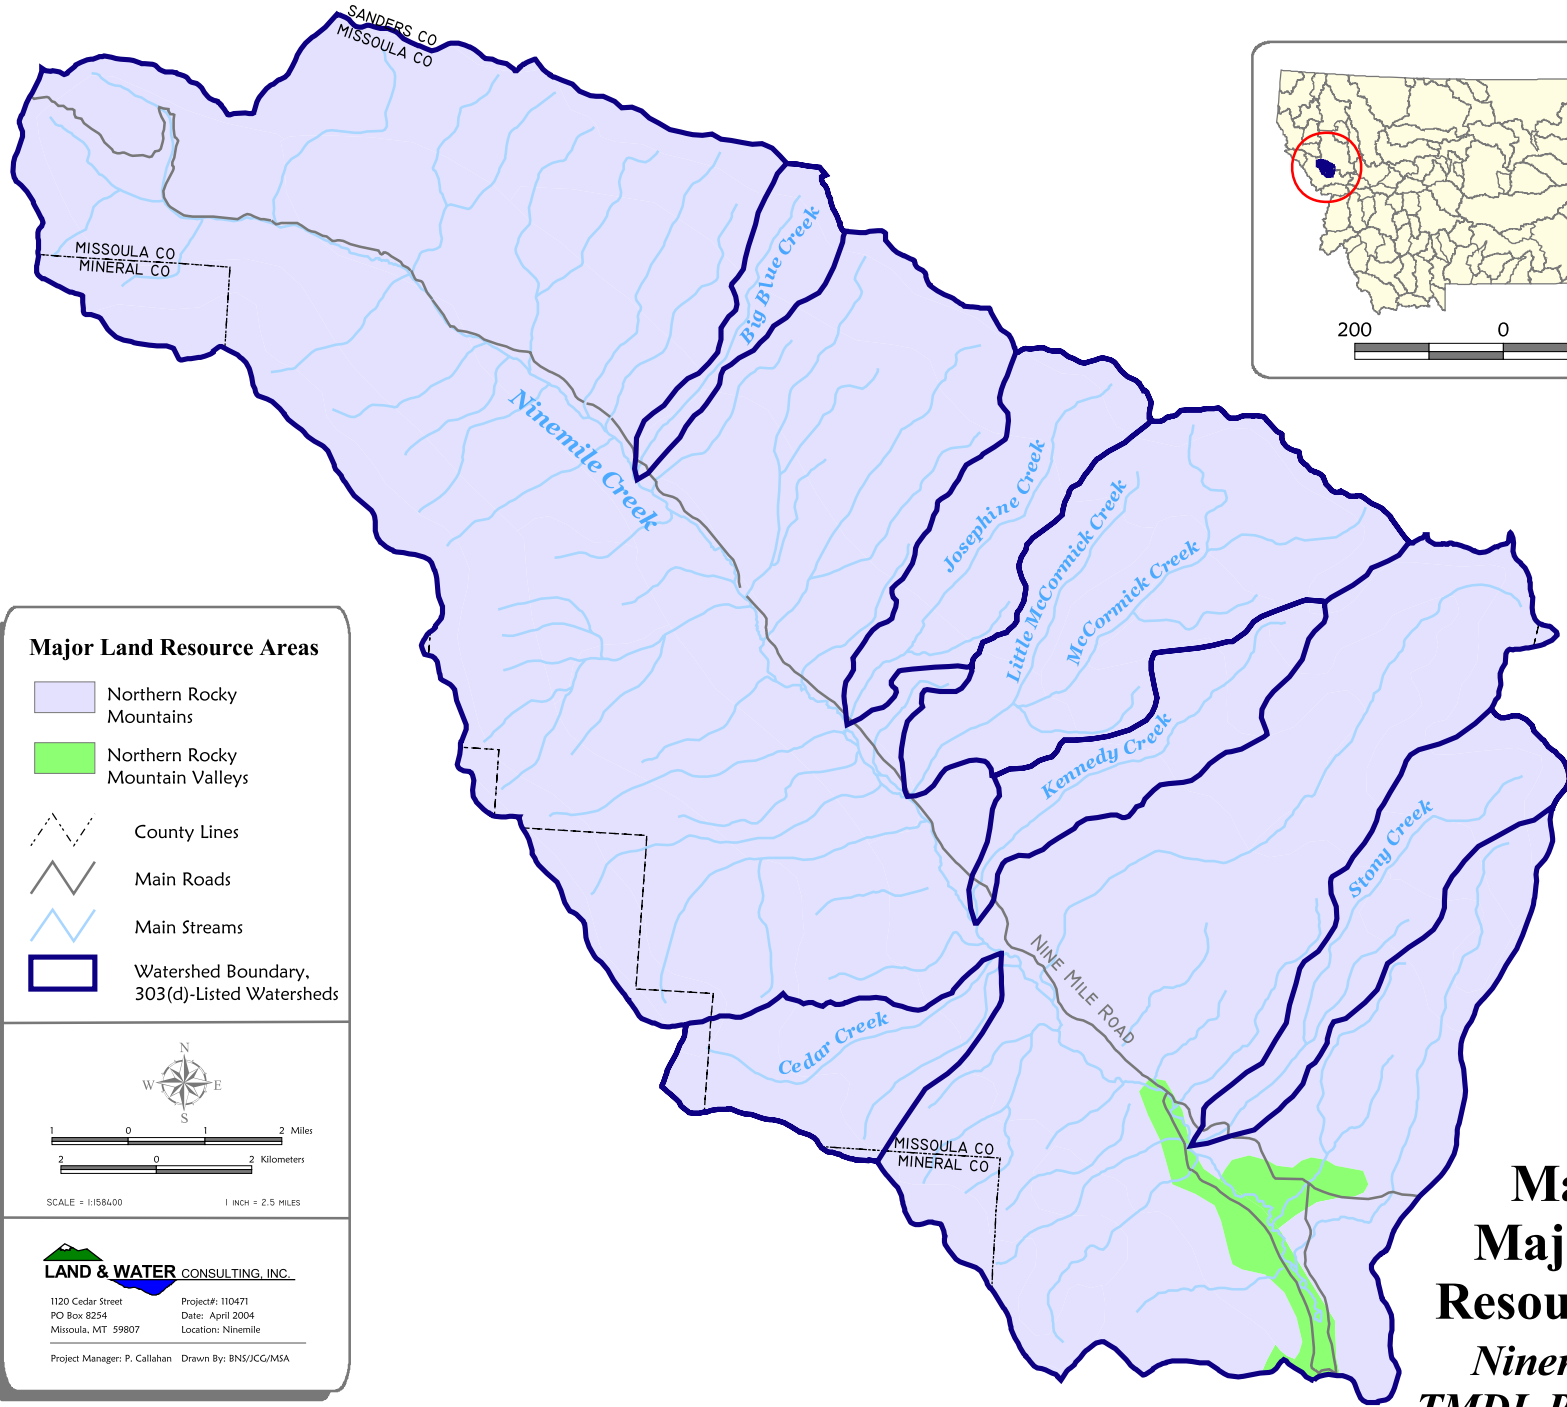 SANDERS CO
MISSOULA CO
MISSOULA CO
MINERAL CO
Big Blue Creek
Ninemile Creek
Josephine Creek
Little McCormick Creek
McCormick Creek
Kennedy Creek
Stony Creek
Cedar Creek
NINE MILE ROAD
MISSOULA CO
MINERAL CO
200 0
Major Land Resource Areas
Northern Rocky
Mountains
Northern Rocky
Mountain Valleys
County Lines
Main Roads
Main Streams
Watershed Boundary,
303(d)-Listed Watersheds
N
W E
S
1 0 1 2 Miles
2 0 2 Kilometers
SCALE = 1:158400 1 INCH = 2.5 MILES
LAND & WATER CONSULTING, INC.
1120 Cedar Street Project#: 110471
PO Box 8254 Date: April 2004
Missoula, MT 59807 Location: Ninemile
Project Manager: P. Callahan Drawn By: BNS/JCG/MSA
Ma
Maj
Resou
Niner